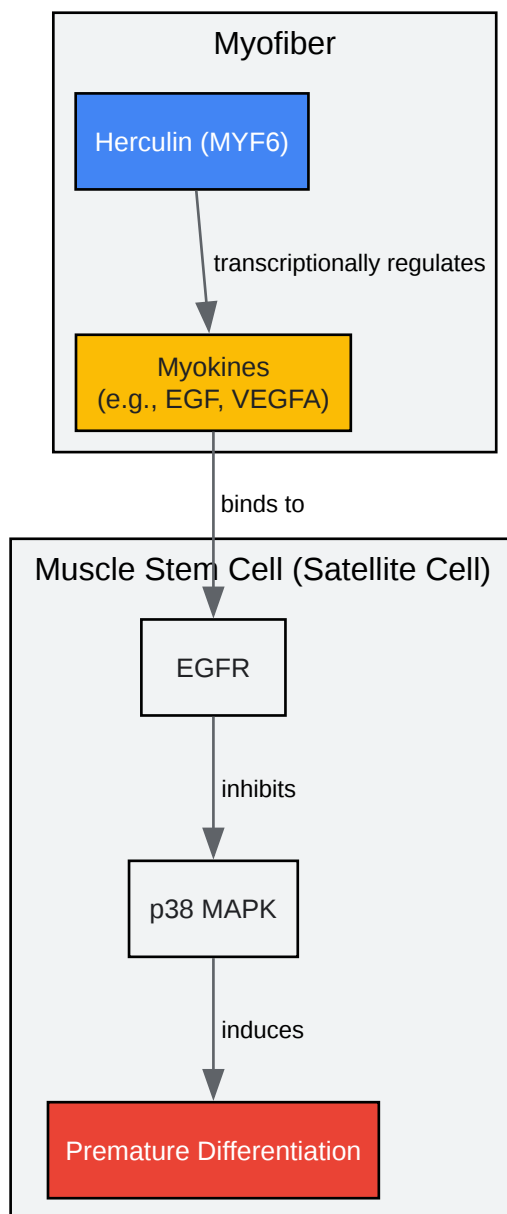 Myofiber
Herculin (MYF6)
transcriptionally regulates
Myokines
(e.g., EGF, VEGFA)
binds to
Muscle Stem Cell (Satellite Cell)
EGFR
inhibits
p38 MAPK
induces
Premature Differentiation